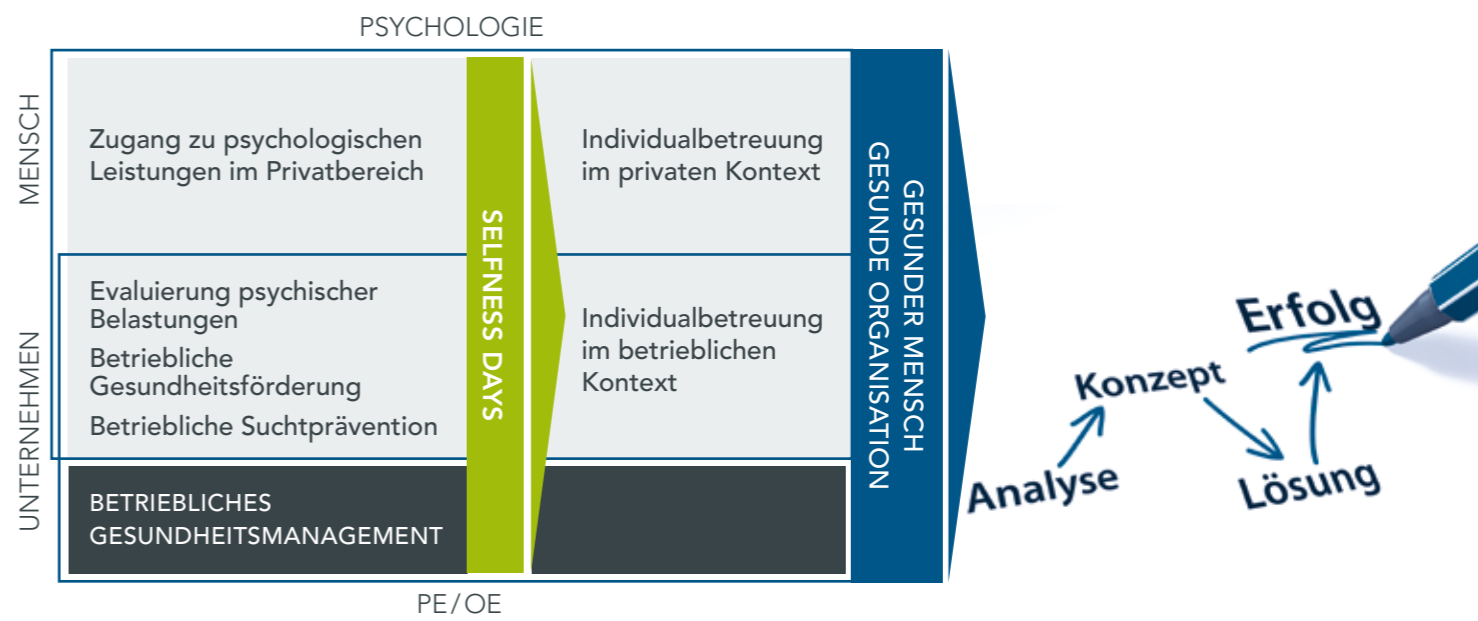 PSYCHOLOGIE
MENSCH
Zugang zu psychologischen
Leistungen im Privatbereich
Individualbetreuung
im privaten Kontext
UNTERNEHMEN
Evaluierung psychischer
Belastungen
Betriebliche
Gesundheitsförderung
Betriebliche Suchtprävention
SELFNESS DAYS
Individualbetreuung
im betrieblichen
Kontext
BETRIEBLICHES
GESUNDHEITSMANAGEMENT
GESUNDER MENSCH
GESUNDE ORGANISATION
PE/OE
Erfolg
Konzept
Analyse
Lösung